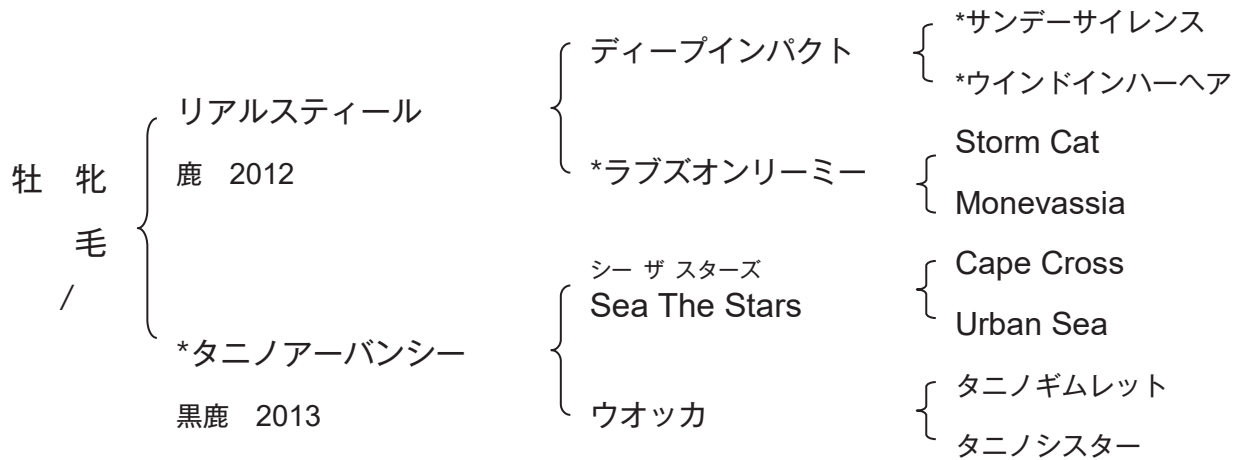 牡 牝
毛
/
リアルスティール
鹿 2012
*タニノアーバンシー
黒鹿 2013
ディープインパクト
*ラブズオンリーミー
シー ザ スターズ
Sea The Stars
ウオッカ
*サンデーサイレンス
*ウインドインハーヘア
Storm Cat
Monevassia
Cape Cross
Urban Sea
タニノギムレット
タニノシスター